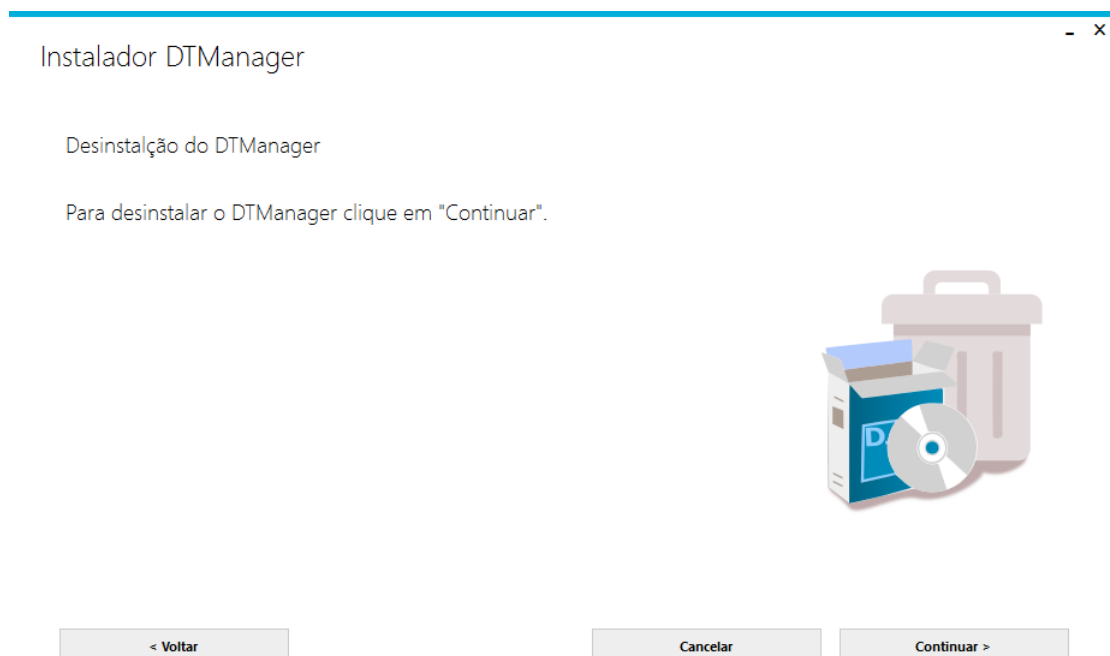 Instalador DTManager
Desinstalção do DTManager
Para desinstalar o DTManager clique em "Continuar".
< Voltar
Cancelar
Continuar >